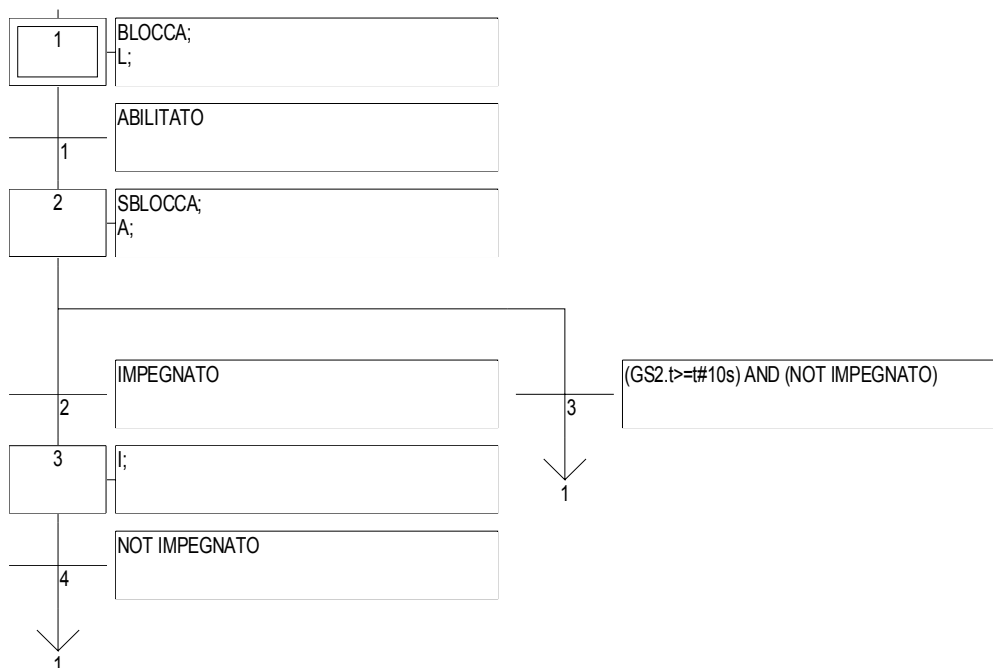 1
BLOCCA;
L;
ABILITATO
1
2
SBLOCCA;
A;
IMPEGNATO
2
(GS2.t>=t#10s) AND (NOT IMPEGNATO)
3
3
I;
1
NOT IMPEGNATO
4
1